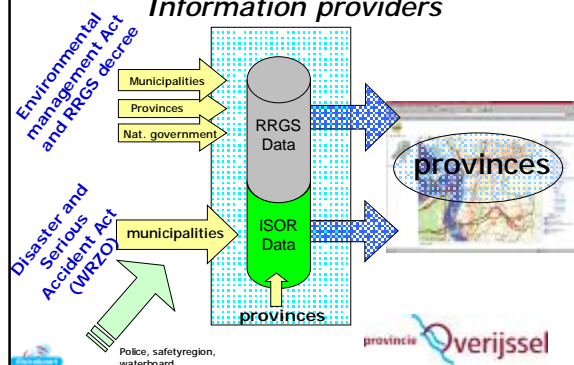 Information providers
Environmental
management Act
and RRGS decree
Municipalities
Provinces
Nat. government
RRGS
Data
provinces
Disaster and
Serious
Accident Act
(WRZO)
municipalities
ISOR
Data
provinces
Police, safetyregion,
waterboard
provincie Overijssel